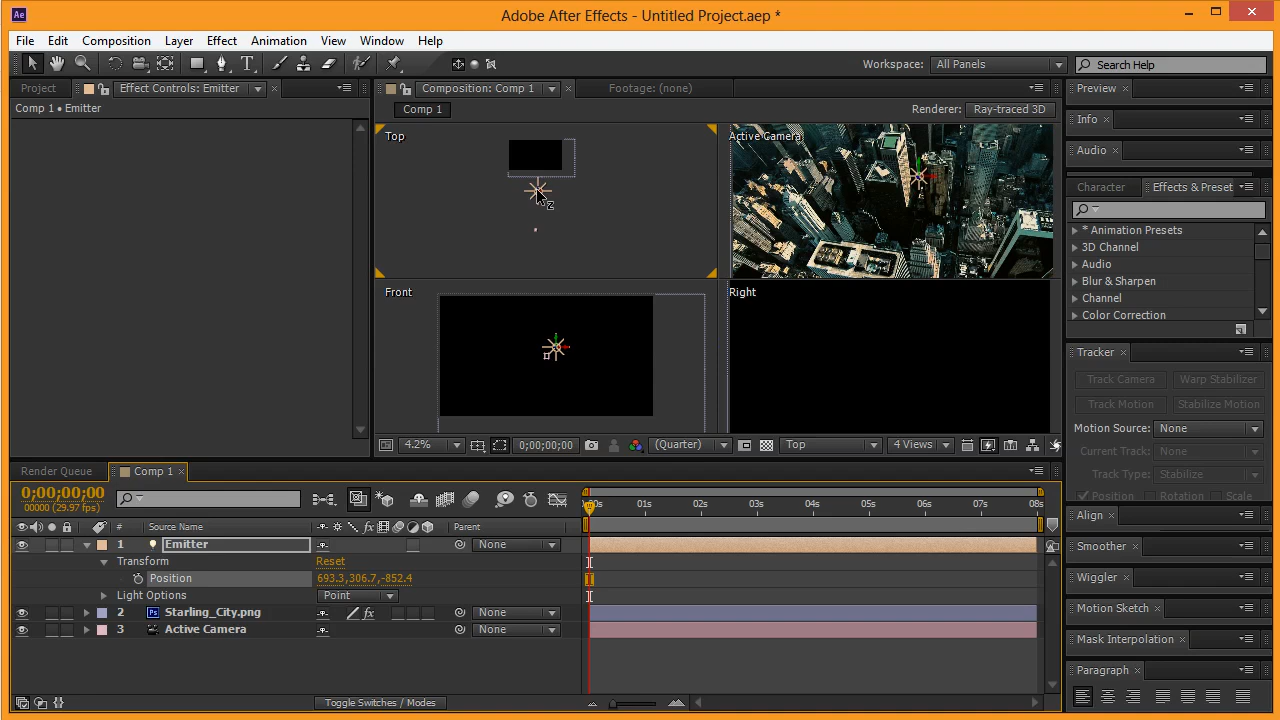 Ae
Adobe After Effects - Untitled Project.aep *
File Edit Composition Layer Effect Animation View Window Help
Workspace: All Panels Search Help
Project Effect Controls: Emitter Composition: Comp 1 Footage: (none) Preview
Comp 1 • Emitter
Comp 1 Renderer: Ray-traced 3D
Info
Audio
Top Active Camera
Character Effects & Preset
* Animation Presets
3D Channel
Audio
Blur & Sharpen
Channel
Color Correction
Z
Front Right
Tracker
Track Camera Warp Stabilizer
Track Motion Stabilize Motion
Motion Source: None
Current Track: None
Track Type: Stabilize
Position Rotation Scale
4.2% 0;00;00;00 (Quarter) Top 4 Views
Render Queue Comp 1
0;00;00;00
00000 (29.97 fps)
00s 01s 02s 03s 04s 05s 06s 07s 08s
# Source Name fx Parent
1 Emitter None
Transform Reset
Position 693.3,306.7,-852.4
Light Options Point
2 Ps Starling_City.png fx None
3 Active Camera None
Toggle Switches / Modes
Align
Smoother
Wiggler
Motion Sketch
Mask Interpolation
Paragraph